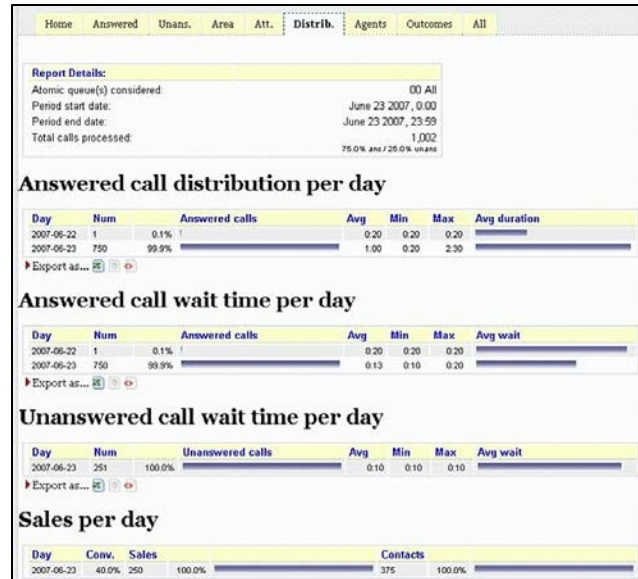 Home Answered Unans. Area Att. Distrib. Agents Outcomes All
Report Details:
Atomic queue(s) considered: 00 All
Period start date: June 23 2007, 0:00
Period end date: June 23 2007, 23:59
Total calls processed: 1,002
75.0% ans / 25.0% unans
Answered call distribution per day
Day Num Answered calls Avg Min Max Avg duration
2007-06-22 1 0.1% 0:20 0:20 0:20
2007-06-23 750 99.9% 1:00 0:20 2:30
Export as...
Answered call wait time per day
Day Num Answered calls Avg Min Max Avg wait
2007-06-22 1 0.1% 0:20 0:20 0:20
2007-06-23 750 99.9% 0:13 0:10 0:20
Export as...
Unanswered call wait time per day
Day Num Unanswered calls Avg Min Max Avg wait
2007-06-23 251 100.0% 0:10 0:10 0:10
Export as...
Sales per day
Day Conv. Sales Contacts
2007-06-23 40.0% 250 100.0% 375 100.0%